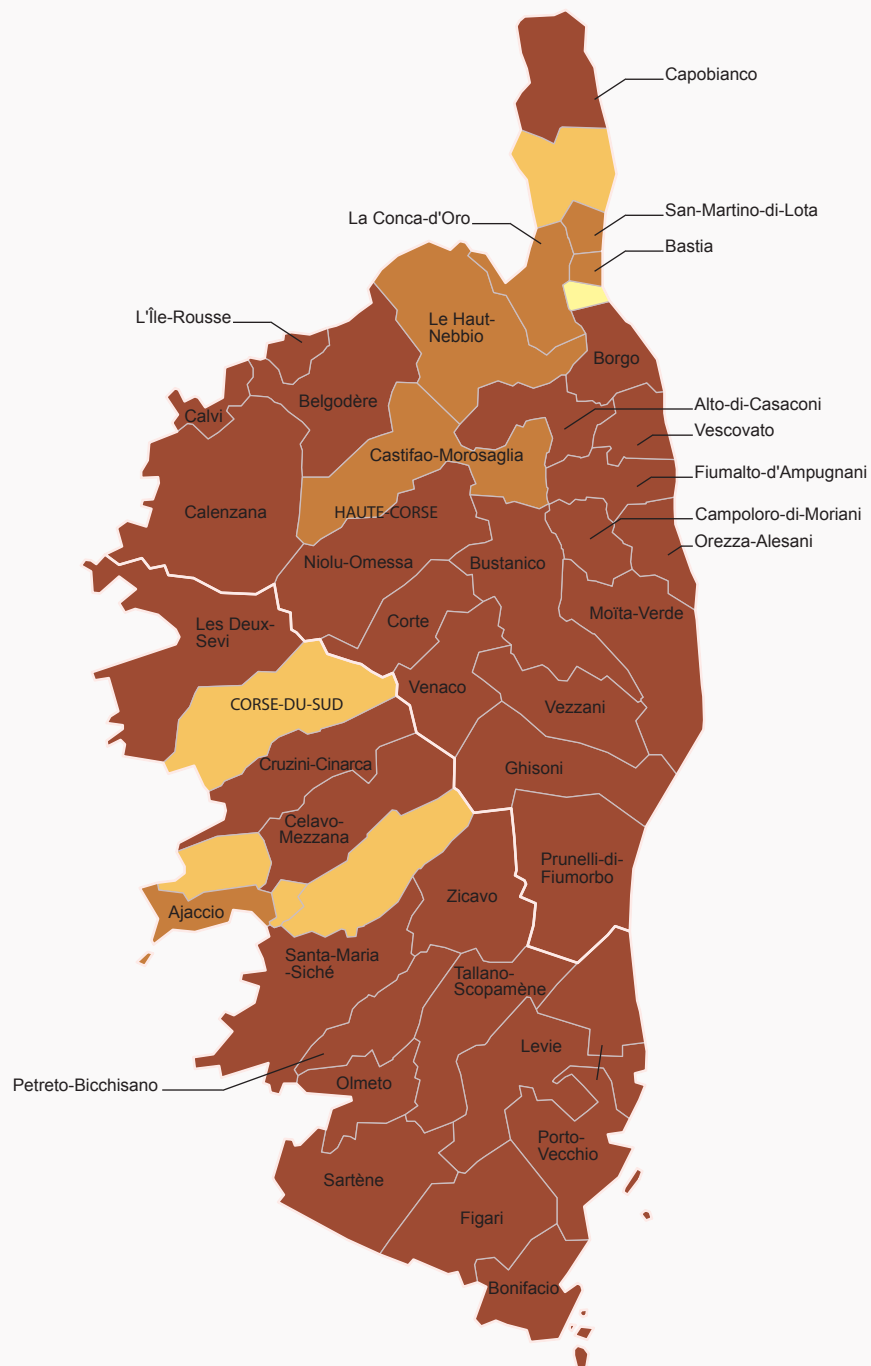 Capobianco
La Conca-d'Or​o
San-Martino-di-Lota
Bastia
L'Île-Rousse
Le Haut-
Nebbio
Borgo
Belgodère
Calvi
Alto-di-Casaconi
Vescovato
Castifao-Morosaglia
Fiumalto-d'Ampugnani
Calenzana
HAUTE-CORSE
Campoloro-di-Moriani
Orezza-Alesani
Niolu-Omessa
Bustanico
Les Deux-
Sevi
Corte
Moïta-Verde
Venaco
CORSE-DU-SUD
Vezzani
Cruzini-Cinarca
Ghisoni
Celavo-
Mezzana
Prunelli-di-
Fiumorbo
Zicavo
Ajaccio
Santa-Maria
-Siché
Tallano-
Scopamène
Levie
Petreto-Bicchisano
Olmeto
Porto-
Vecchio
Sartène
Figari
Bonifacio